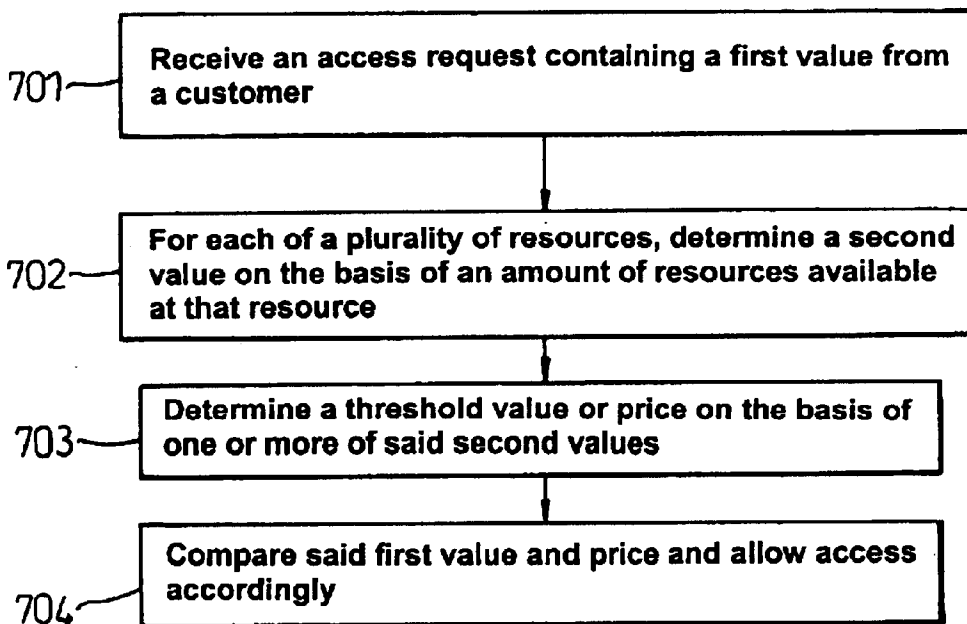 701
Receive an access request containing a first value from
a customer
702
For each of a plurality of resources, determine a second
value on the basis of an amount of resources available
at that resource
703
Determine a threshold value or price on the basis of
one or more of said second values
704
Compare said first value and price and allow access
accordingly